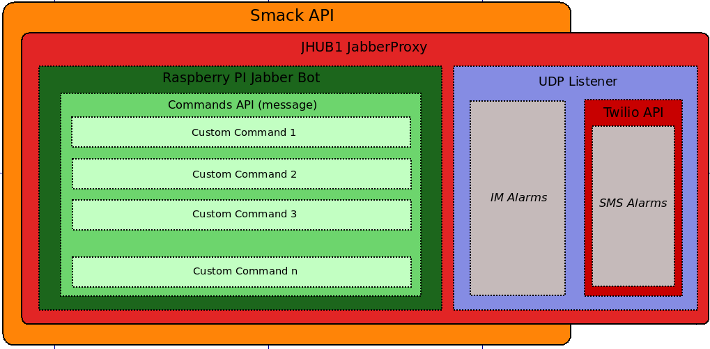 Smack API
JHUB1 JabberProxy
Raspberry PI Jabber Bot
Commands API (message)
Custom Command 1
Custom Command 2
Custom Command 3
Custom Command n
UDP Listener
IM Alarms
Twilio API
SMS Alarms